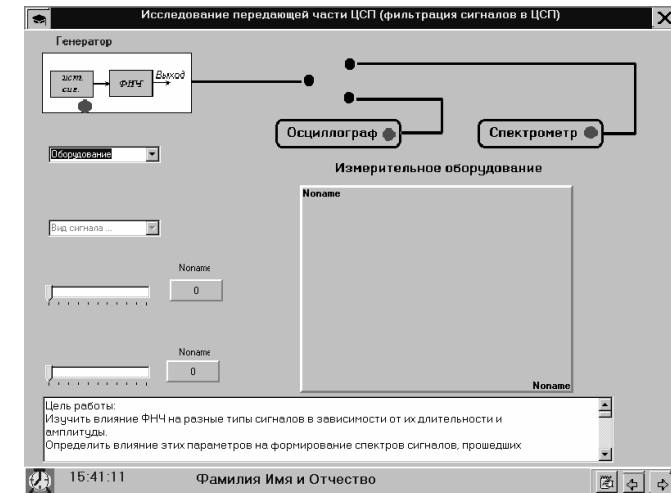 Исследование передающей части ЦСП (фильтрация сигналов в ЦСП)
Генератор
ист.
сиг.
ФНЧ
Выход
Осциллограф
Спектрометр
Оборудование
Измерительное оборудование
Noname
Вид сигнала ...
Noname
0
Noname
0
Noname
Цель работы:
Изучить влияние ФНЧ на разные типы сигналов в зависимости от их длительности и
амплитуды.
Определить влияние этих параметров на формирование спектров сигналов, прошедших
15:41:11
Фамилия Имя и Отчество